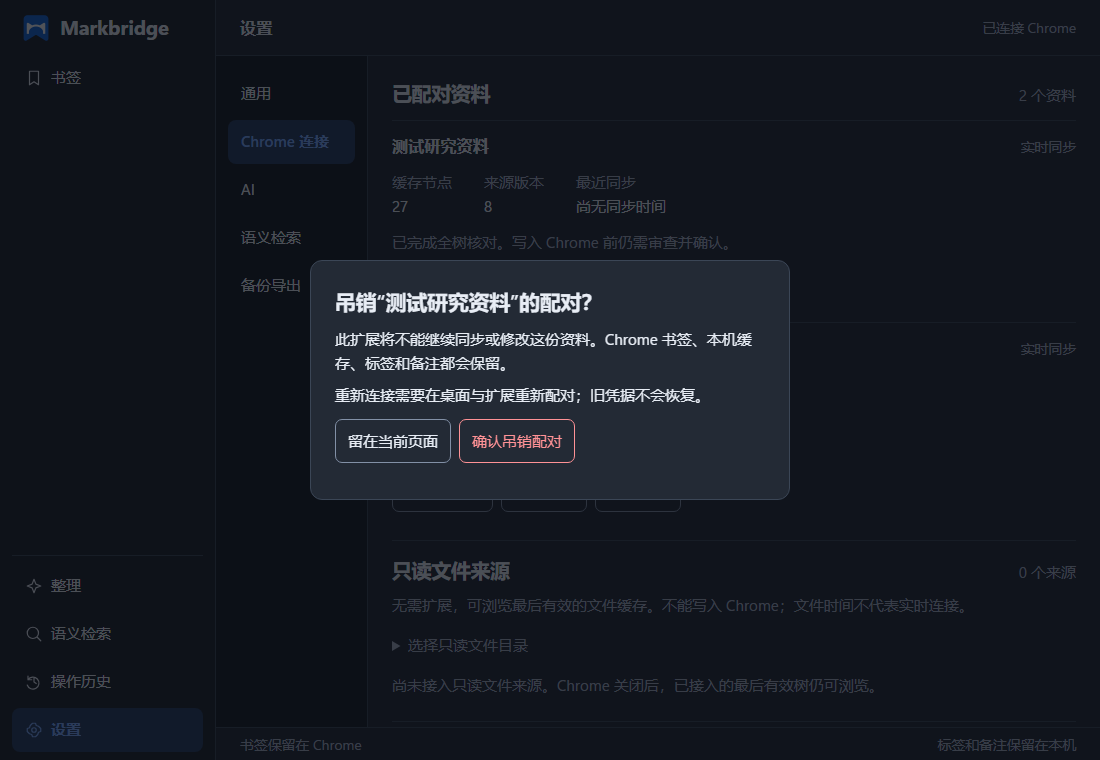 Markbridge
设置
已连接 Chrome
书签
通用
Chrome 连接
AI
语义检索
备份导出
已配对资料
2 个资料
测试研究资料
实时同步
缓存节点
来源版本
最近同步
27
8
尚无同步时间
已完成全树核对。写入 Chrome 前仍需审查并确认。
吊销“测试研究资料”的配对?
此扩展将不能继续同步或修改这份资料。Chrome 书签、本机缓
存、标签和备注都会保留。
重新连接需要在桌面与扩展重新配对；旧凭据不会恢复。
留在当前页面
确认吊销配对
实时同步
只读文件来源
0 个来源
无需扩展，可浏览最后有效的文件缓存。不能写入 Chrome；文件时间不代表实时连接。
选择只读文件目录
尚未接入只读文件来源。Chrome 关闭后，已接入的最后有效树仍可浏览。
整理
语义检索
操作历史
设置
书签保留在 Chrome
标签和备注保留在本机